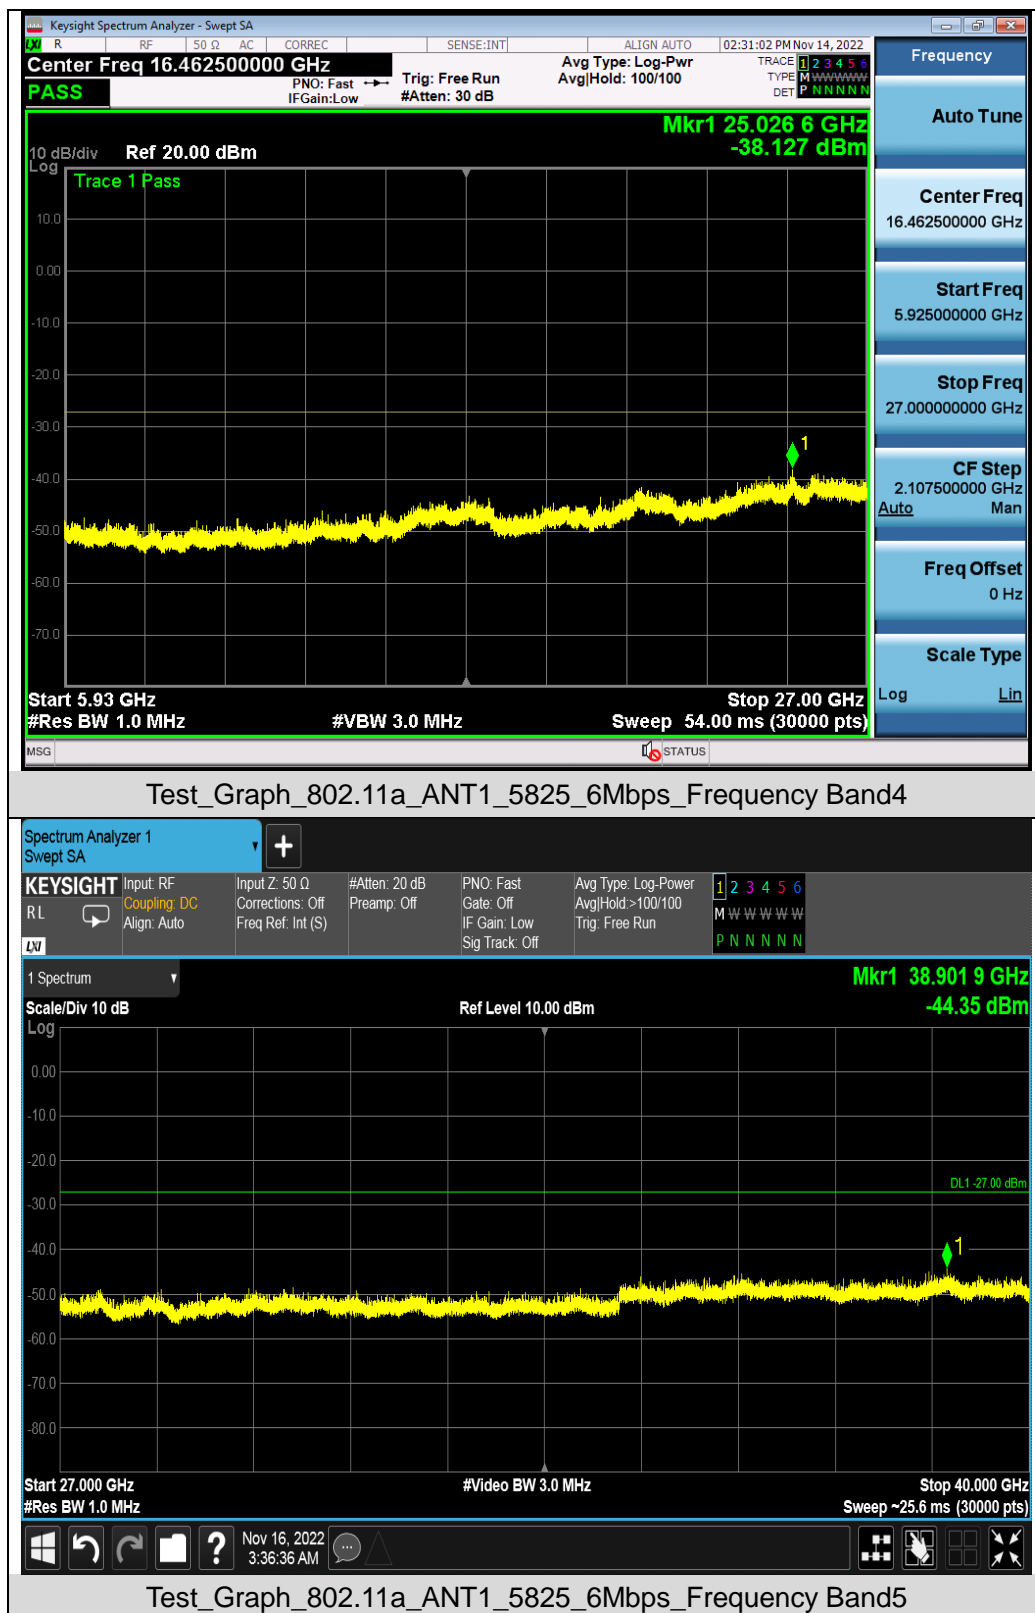 Keysight Spectrum Analyzer - Swept SA
LXI R RF 50 Ω AC CORREC SENSE:INT ALIGN AUTO 02:31:02 PM Nov 14, 2022
Center Freq 16.462500000 GHz
PASS
PNO: Fast
IFGain:Low
Trig: Free Run
#Atten: 30 dB
Avg Type: Log-Pwr
Avg|Hold: 100/100
TRACE 1 2 3 4 5 6
TYPE M W W W W W
DET P N N N N N
Mkr1 25.026 6 GHz
-38.127 dBm
10 dB/div Ref 20.00 dBm
Log
Trace 1 Pass
10.0
0.00
-10.0
-20.0
-30.0
-40.0
-50.0
-60.0
-70.0
1
Start 5.93 GHz Stop 27.00 GHz
#Res BW 1.0 MHz #VBW 3.0 MHz Sweep 54.00 ms (30000 pts)
MSG STATUS
Frequency
Auto Tune
Center Freq
16.462500000 GHz
Start Freq
5.925000000 GHz
Stop Freq
27.000000000 GHz
CF Step
2.107500000 GHz
Auto Man
Freq Offset
0 Hz
Scale Type
Log Lin
Test_Graph_802.11a_ANT1_5825_6Mbps_Frequency Band4
Spectrum Analyzer 1
Swept SA
+
KEYSIGHT
R L
LXI
Input: RF
Coupling: DC
Align: Auto
Input Z: 50 Ω
Corrections: Off
Freq Ref: Int (S)
#Atten: 20 dB
Preamp: Off
PNO: Fast
Gate: Off
IF Gain: Low
Sig Track: Off
Avg Type: Log-Power
Avg|Hold:>100/100
Trig: Free Run
1 2 3 4 5 6
M W W W W W
P N N N N N
1 Spectrum
Mkr1 38.901 9 GHz
-44.35 dBm
Scale/Div 10 dB Ref Level 10.00 dBm
Log
0.00
-10.0
-20.0
DL1 -27.00 dBm
-30.0
-40.0
-50.0
-60.0
-70.0
-80.0
1
Start 27.000 GHz #Video BW 3.0 MHz Stop 40.000 GHz
#Res BW 1.0 MHz Sweep ~25.6 ms (30000 pts)
?
Nov 16, 2022
3:36:36 AM
Test_Graph_802.11a_ANT1_5825_6Mbps_Frequency Band5